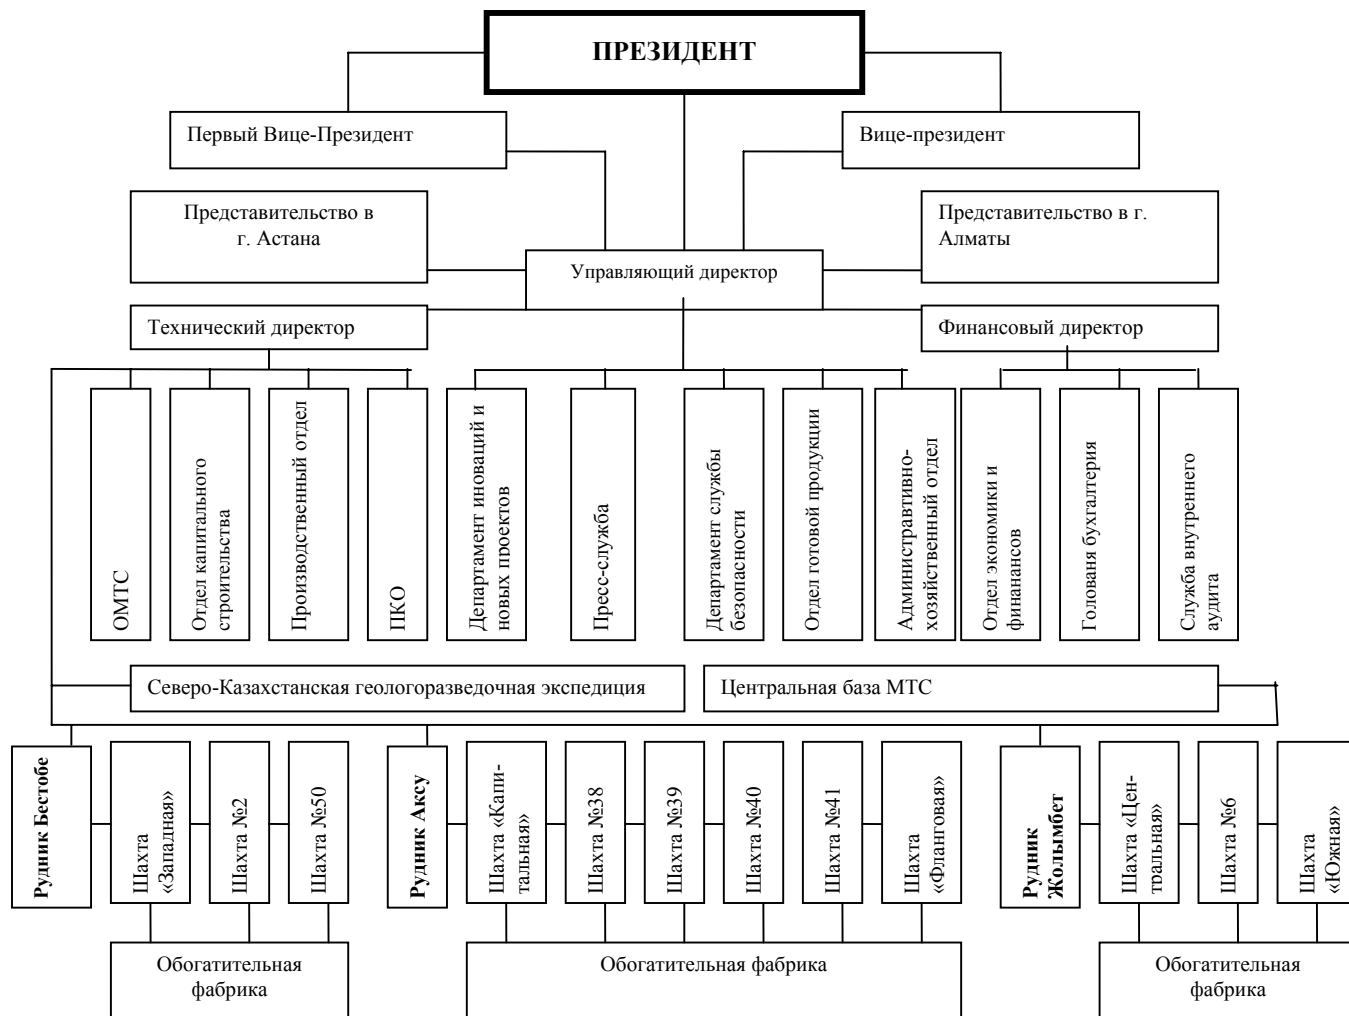 ПРЕЗИДЕНТ
Первый Вице-Президент
Вице-президент
Представительство в
г. Астана
Представительство в г.
Алматы
Управляющий директор
Технический директор
Финансовый директор
ОМТС
Отдел капитального
строительства
Производственный отдел
ПКО
Департамент иноваций и
новых проектов
Пресс-служба
Департамент службы
безопасности
Отдел готовой продукции
Администравтивно-
хозяйственный отдел
Отдел экономики и
финанансов
Голованя бухгалтерия
Служба внутреннего
аудита
Северо-Казахстанская геологоразведочная экспедиция
Центральная база МТС
Рудник Бестобе
Шахта
«Западная»
Шахта №2
Шахта №50
Рудник Аксу
Шахта «Капи-
тальная»
Шахта №38
Шахта №39
Шахта №40
Шахта №41
Шахта
«Фланговая»
Рудник
Жолымбет
Шахта «Цен-
тральная»
Шахта №6
Шахта
«Южная»
Обогатительная
фабрика
Обогатительная фабрика
Обогатительная
фабрика